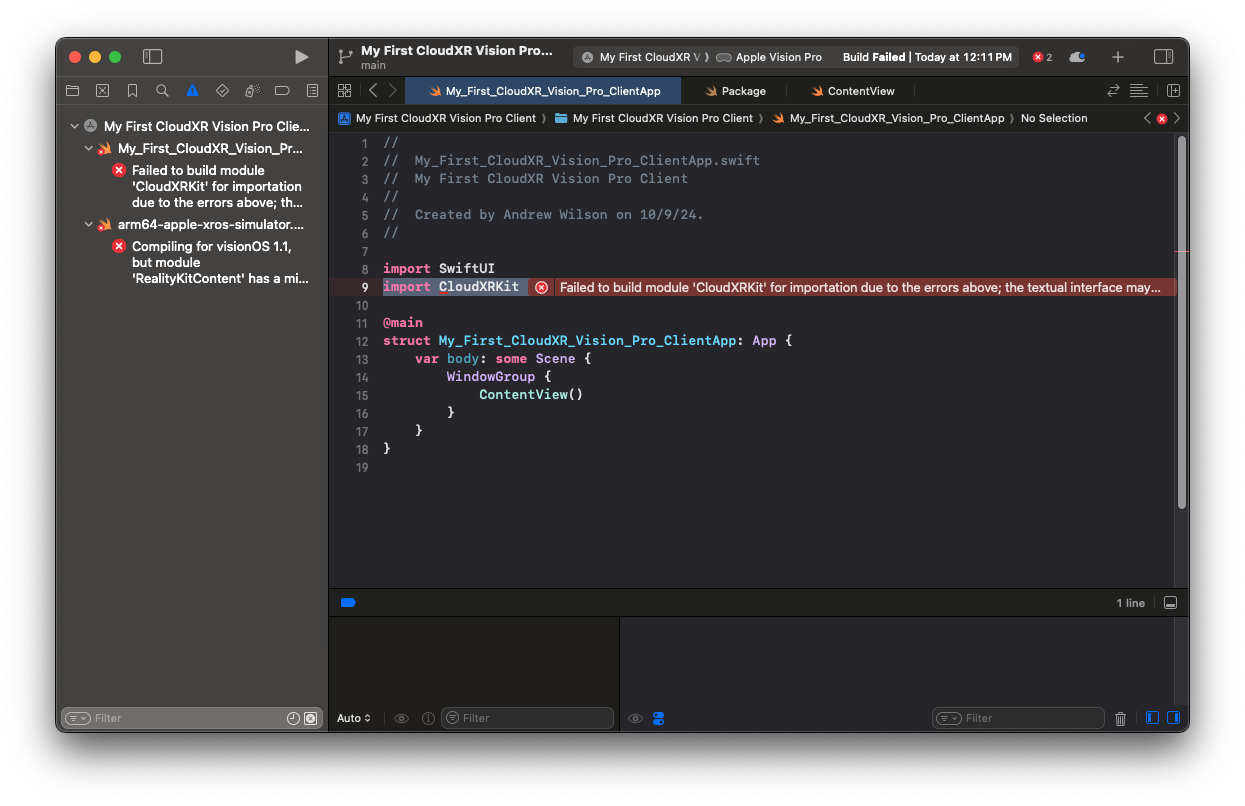 My First CloudXR Vision Pro...
main
My First CloudXR V
Apple Vision Pro
Build Failed | Today at 12:11 PM
2
My_First_CloudXR_Vision_Pro_ClientApp
Package
ContentView
My First CloudXR Vision Pro Client
My First CloudXR Vision Pro Client
My_First_CloudXR_Vision_Pro_ClientApp
No Selection
My First CloudXR Vision Pro Clie...
My_First_CloudXR_Vision_Pr...
Failed to build module
'CloudXRKit' for importation
due to the errors above; th...
arm64-apple-xros-simulator....
Compiling for visionOS 1.1,
but module
'RealityKitContent' has a mi...
Filter
1 //
2 //  My_First_CloudXR_Vision_Pro_ClientApp.swift
3 //  My First CloudXR Vision Pro Client
4 //
5 //  Created by Andrew Wilson on 10/9/24.
6 //
7
8 import SwiftUI
9 import CloudXRKit Failed to build module 'CloudXRKit' for importation due to the errors above; the textual interface may...
10
11 @main
12 struct My_First_CloudXR_Vision_Pro_ClientApp: App {
13     var body: some Scene {
14         WindowGroup {
15             ContentView()
16         }
17     }
18 }
19
1 line
Auto
Filter
Filter